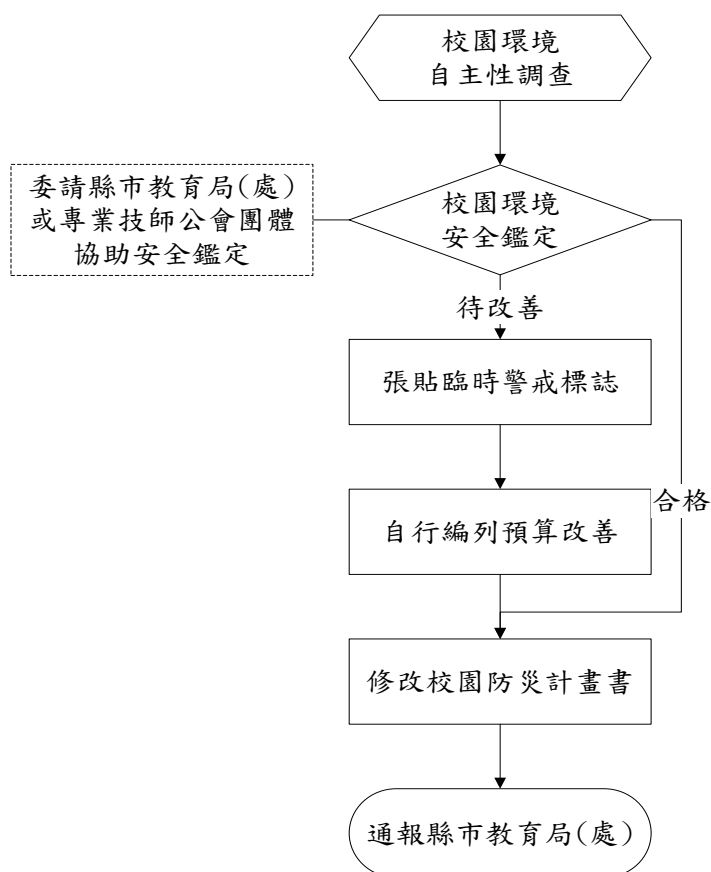 校園環境
自主性調查
委請縣市教育局(處)
或專業技師公會團體
協助安全鑑定
校園環境
安全鑑定
待改善
張貼臨時警戒標誌
合格
自行編列預算改善
修改校園防災計畫書
通報縣市教育局(處)